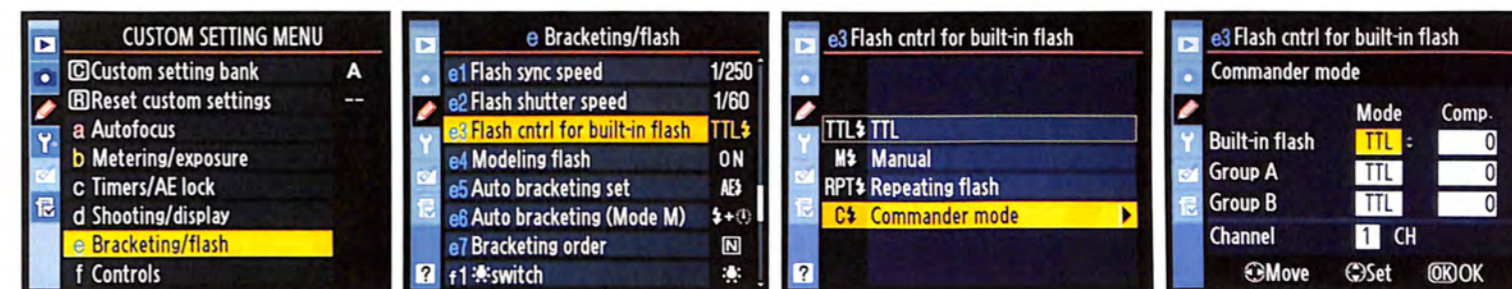 CUSTOM SETTING MENU
C Custom setting bank A
R Reset custom settings --
a Autofocus
b Metering/exposure
c Timers/AE lock
d Shooting/display
e Bracketing/flash
f Controls
e Bracketing/flash
e1 Flash sync speed 1/250
e2 Flash shutter speed 1/60
e3 Flash cntrl for built-in flash TTL⚡
e4 Modeling flash ON
e5 Auto bracketing set AE⚡
e6 Auto bracketing (Mode M) ⚡+
e7 Bracketing order N
f1 switch
?
e3 Flash cntrl for built-in flash
TTL⚡ TTL
M⚡ Manual
RPT⚡ Repeating flash
C⚡ Commander mode
?
e3 Flash cntrl for built-in flash
Commander mode
Mode Comp.
Built-in flash TTL 0
Group A TTL 0
Group B TTL 0
Channel 1 CH
Move Set OK OK